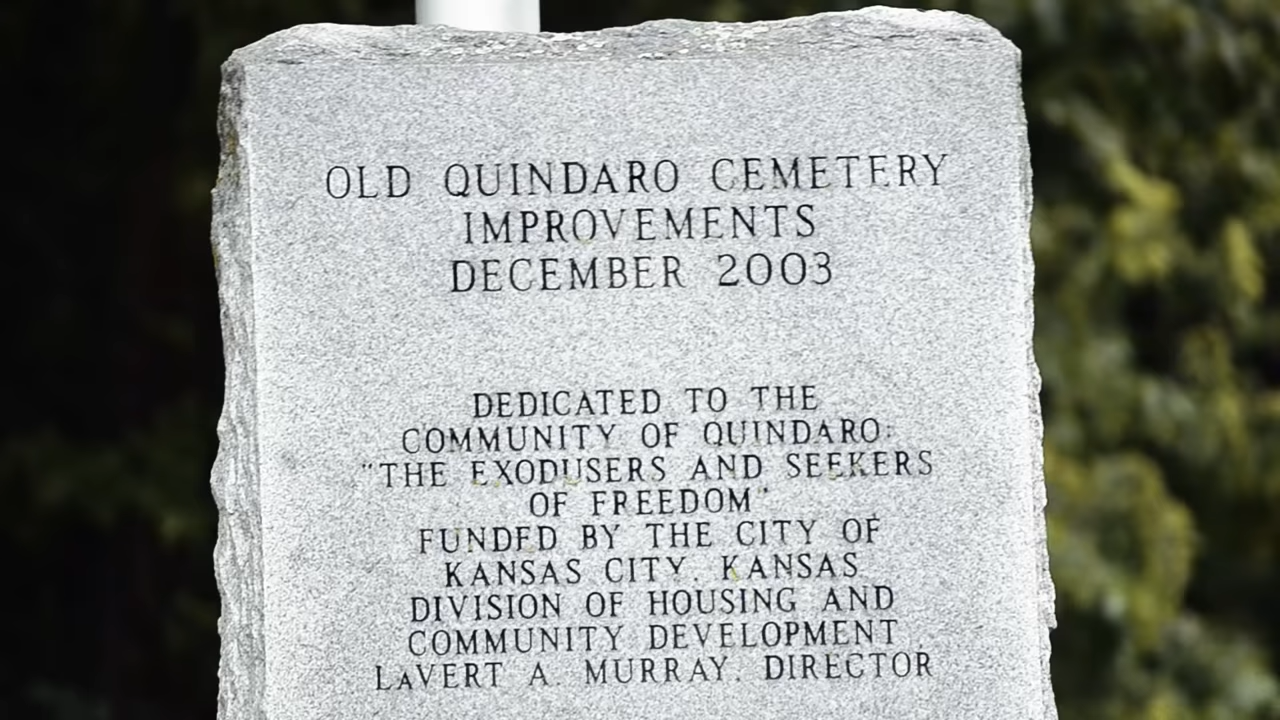 OLD QUINDARO CEMETERY
IMPROVEMENTS
DECEMBER 2003
DEDICATED TO THE
COMMUNITY OF QUINDARO:
"THE EXODUSERS AND SEEKERS
OF FREEDOM"
FUNDED BY THE CITY OF
KANSAS CITY, KANSAS
DIVISION OF HOUSING AND
COMMUNITY DEVELOPMENT
LAVERT A. MURRAY, DIRECTOR